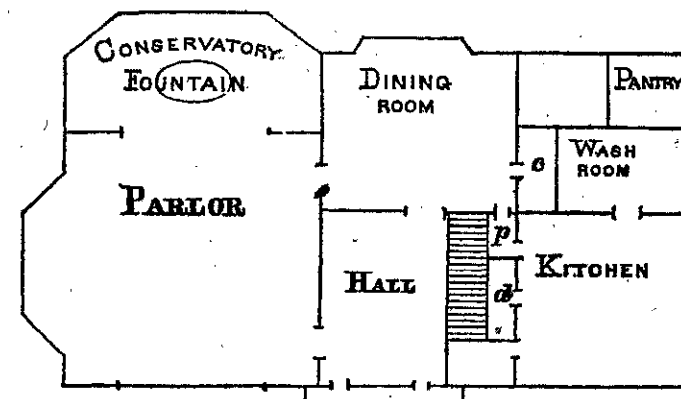 CONSERVATORY
FOUNTAIN
DINING
ROOM
PANTRY
c
WASH
ROOM
PARLOR
p
HALL
d
KITCHEN